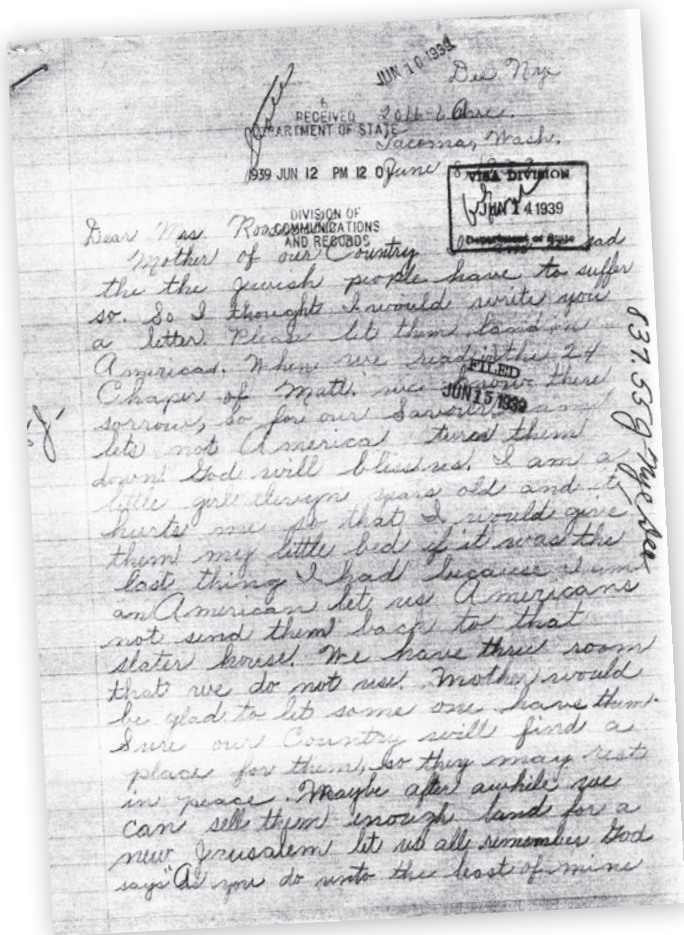 JUN 10 1939
Dee Nye
RECEIVED
DEPARTMENT OF STATE
2011-6 Ave.
Tacoma, Wash.
1939 JUN 12 PM 12 0
June
VISA DIVISION
JUN 14 1939
Department of State
DIVISION OF
COMMUNICATIONS
AND RECORDS
Dear Mrs.
Mother of our Country
the the Jewish people have to suffer
so. So I thought I would write you
a letter. Please let them land in
America. When we read the 24
Chaper of Matt. we know there
FILED
JUN 15 1939
sorrow, so for our Saviours
lets not America turn them
down God will bless us. I am a
little girl elevyn years old and it
hurts me so that I would give
them my little bed if it was the
last thing I had because I am
an American let us Americans
not send them back to that
slater house. We have three room
that we do not use. Mother would
be glad to let some one have them.
Sure our Country will find a
place for them, so they may rest
in peace. Maybe after awhile we
can sell them enough land for a
new Jerusalem let us all remember God
says "As you do unto the least of mine
837.55